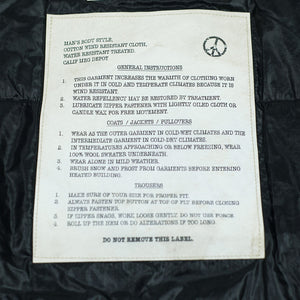 MAN'S BODY STYLE,
COTTON WIND RESISTANT CLOTH,
WATER RESISTANT TREATED.
CALIF MHG DEPOT
GENERAL INSTRUCTIONS
1. THIS GARMENT INCREASES THE WARMTH OF CLOTHING WORN
UNDER IT IN COLD AND TEMPERATE CLIMATES BECAUSE IT IS
WIND RESISTANT.
2. WATER REPELLENCY MAY BE RESTORED BY TREATMENT.
3. LUBRICATE ZIPPER FASTENER WITH LIGHTLY OILED CLOTH OR
CANDLE WAX FOR FREE MOVEMENT.
COATS / JACKETS / PULLOVERS
1. WEAR AS THE OUTER GARMENT IN COLD WET CLIMATES AND THE
INTERMEDIATE GARMENT IN COLD DRY CLIMATES.
2. IN TEMPERATURES APPROACHING OR BELOW FREEZING, WEAR
100% WOOL SWEATER UNDERNEATH.
3. WEAR ALONE IN MILD WEATHER.
4. BRUSH SNOW AND FROST FROM GARMENTS BEFORE ENTERING
HEATED BUILDING.
TROUSERS
1. MAKE SURE OF YOUR SIZE FOR PROPER FIT.
2. ALWAYS FASTEN TOP BUTTON AT TOP OF FLY BEFORE CLOSING
ZIPPER FASTENER.
3. IF ZIPPER SNAGS, WORK LOOSE GENTLY. DO NOT USE FORCE
4. ROLL UP THE HEM OR DO ALTERATIONS IF TOO LONG.
DO NOT REMOVE THIS LABEL.